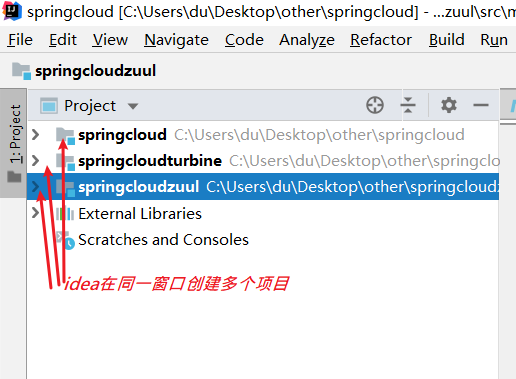 springcloud [C:\Users\du\Desktop\other\springcloud] - ...zuul\src\m
File Edit View Navigate Code Analyze Refactor Build Run
springcloudzuul
1: Project
Project
springcloud C:\Users\du\Desktop\other\springcloud
springcloudturbine C:\Users\du\Desktop\other\springclo
springcloudzuul C:\Users\du\Desktop\other\springcloudz
External Libraries
Scratches and Consoles
idea在同一窗口创建多个项目